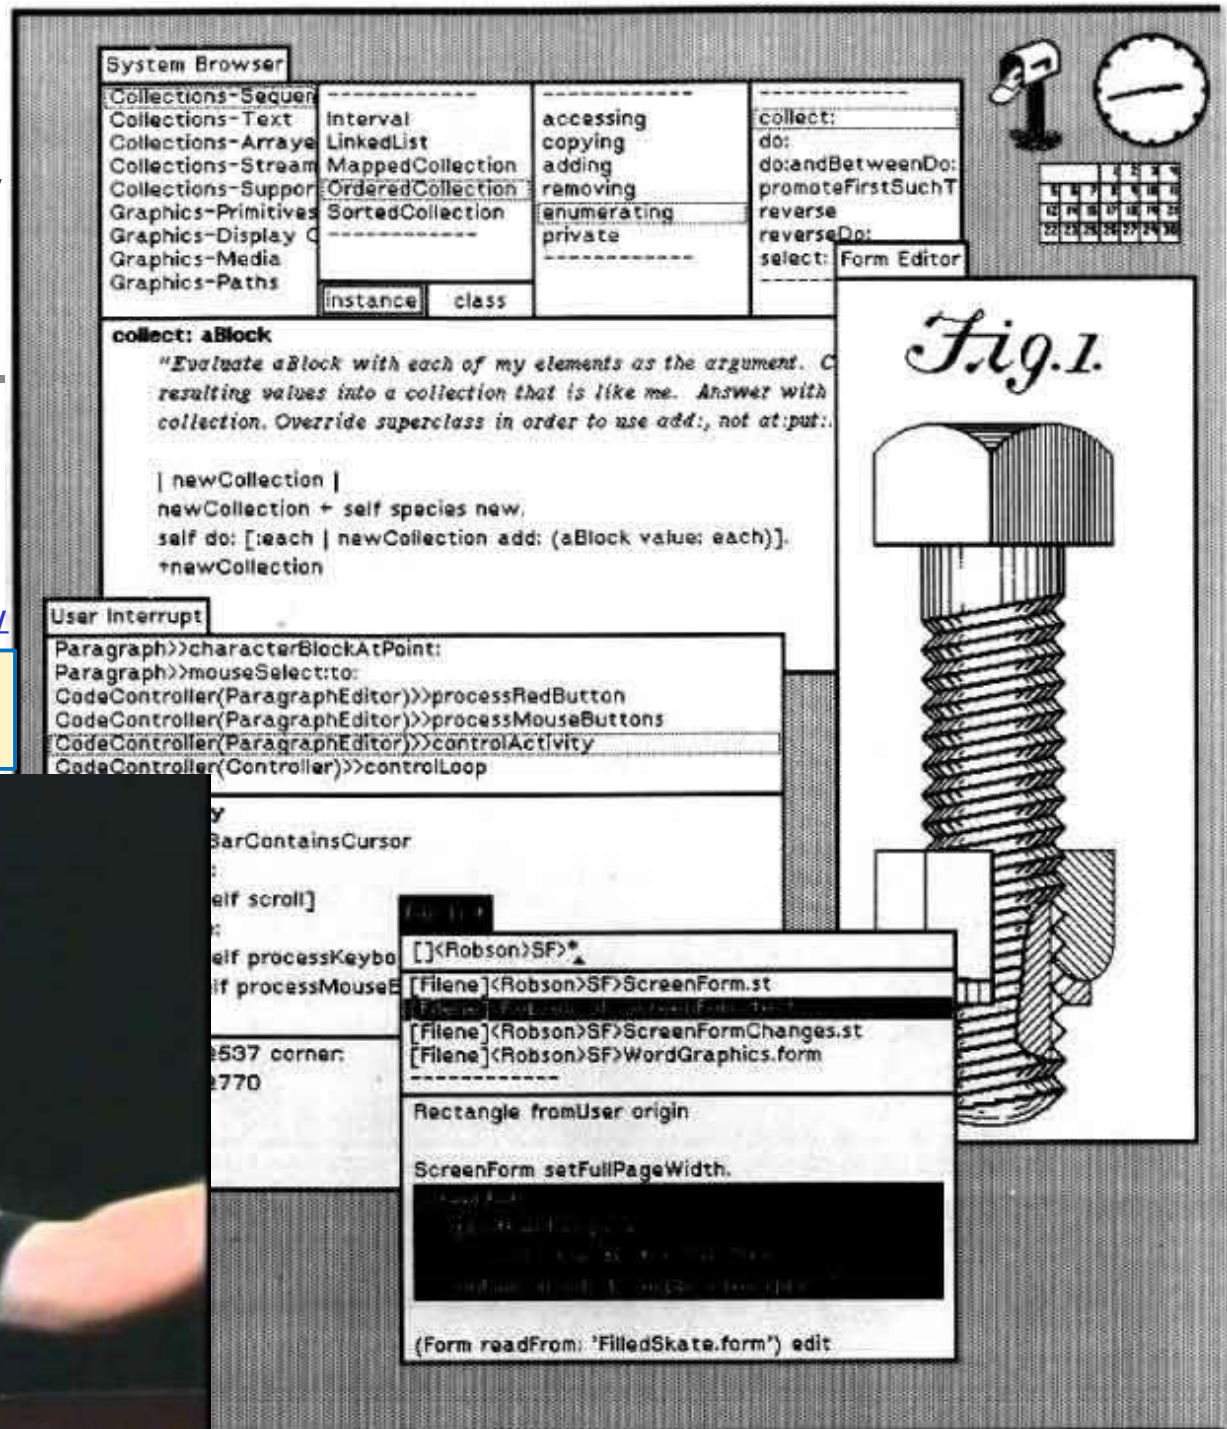 System Browser
Collections-Sequen
Collections-Text
Collections-Arraye
Collections-Stream
Collections-Suppor
Graphics-Primitives
Graphics-Display
Graphics-Media
Graphics-Paths
------------
Interval
LinkedList
MappedCollection
OrderedCollection
SortedCollection
------------
instance
class
------------
accessing
copying
adding
removing
enumerating
private
------------
------------
collect:
do:
do:andBetweenDo:
promoteFirstSuchT
reverse
reverseDo:
select:
Form Editor
Fig.1.
collect: aBlock
"Evaluate aBlock with each of my elements as the argument. C
resulting values into a collection that is like me. Answer with
collection. Override superclass in order to use add:, not at:put:.
| newCollection |
newCollection ← self species new.
self do: [:each | newCollection add: (aBlock value: each)].
↑newCollection
User Interrupt
Paragraph>>characterBlockAtPoint:
Paragraph>>mouseSelect:to:
CodeController(ParagraphEditor)>>processRedButton
CodeController(ParagraphEditor)>>processMouseButtons
CodeController(ParagraphEditor)>>controlActivity
CodeController(Controller)>>controlLoop
y
BarContainsCursor
:
elf scroll]
:
elf processKeybo
lf processMouseB
537 corner:
770
[]<Robson>SF>*
[Filene]<Robson>SF>ScreenForm.st
[Filene]<Robson>SF>ScreenFormChanges.st
[Filene]<Robson>SF>WordGraphics.form
------------
Rectangle fromUser origin
ScreenForm setFullPageWidth.
(Form readFrom: 'FilledSkate.form') edit